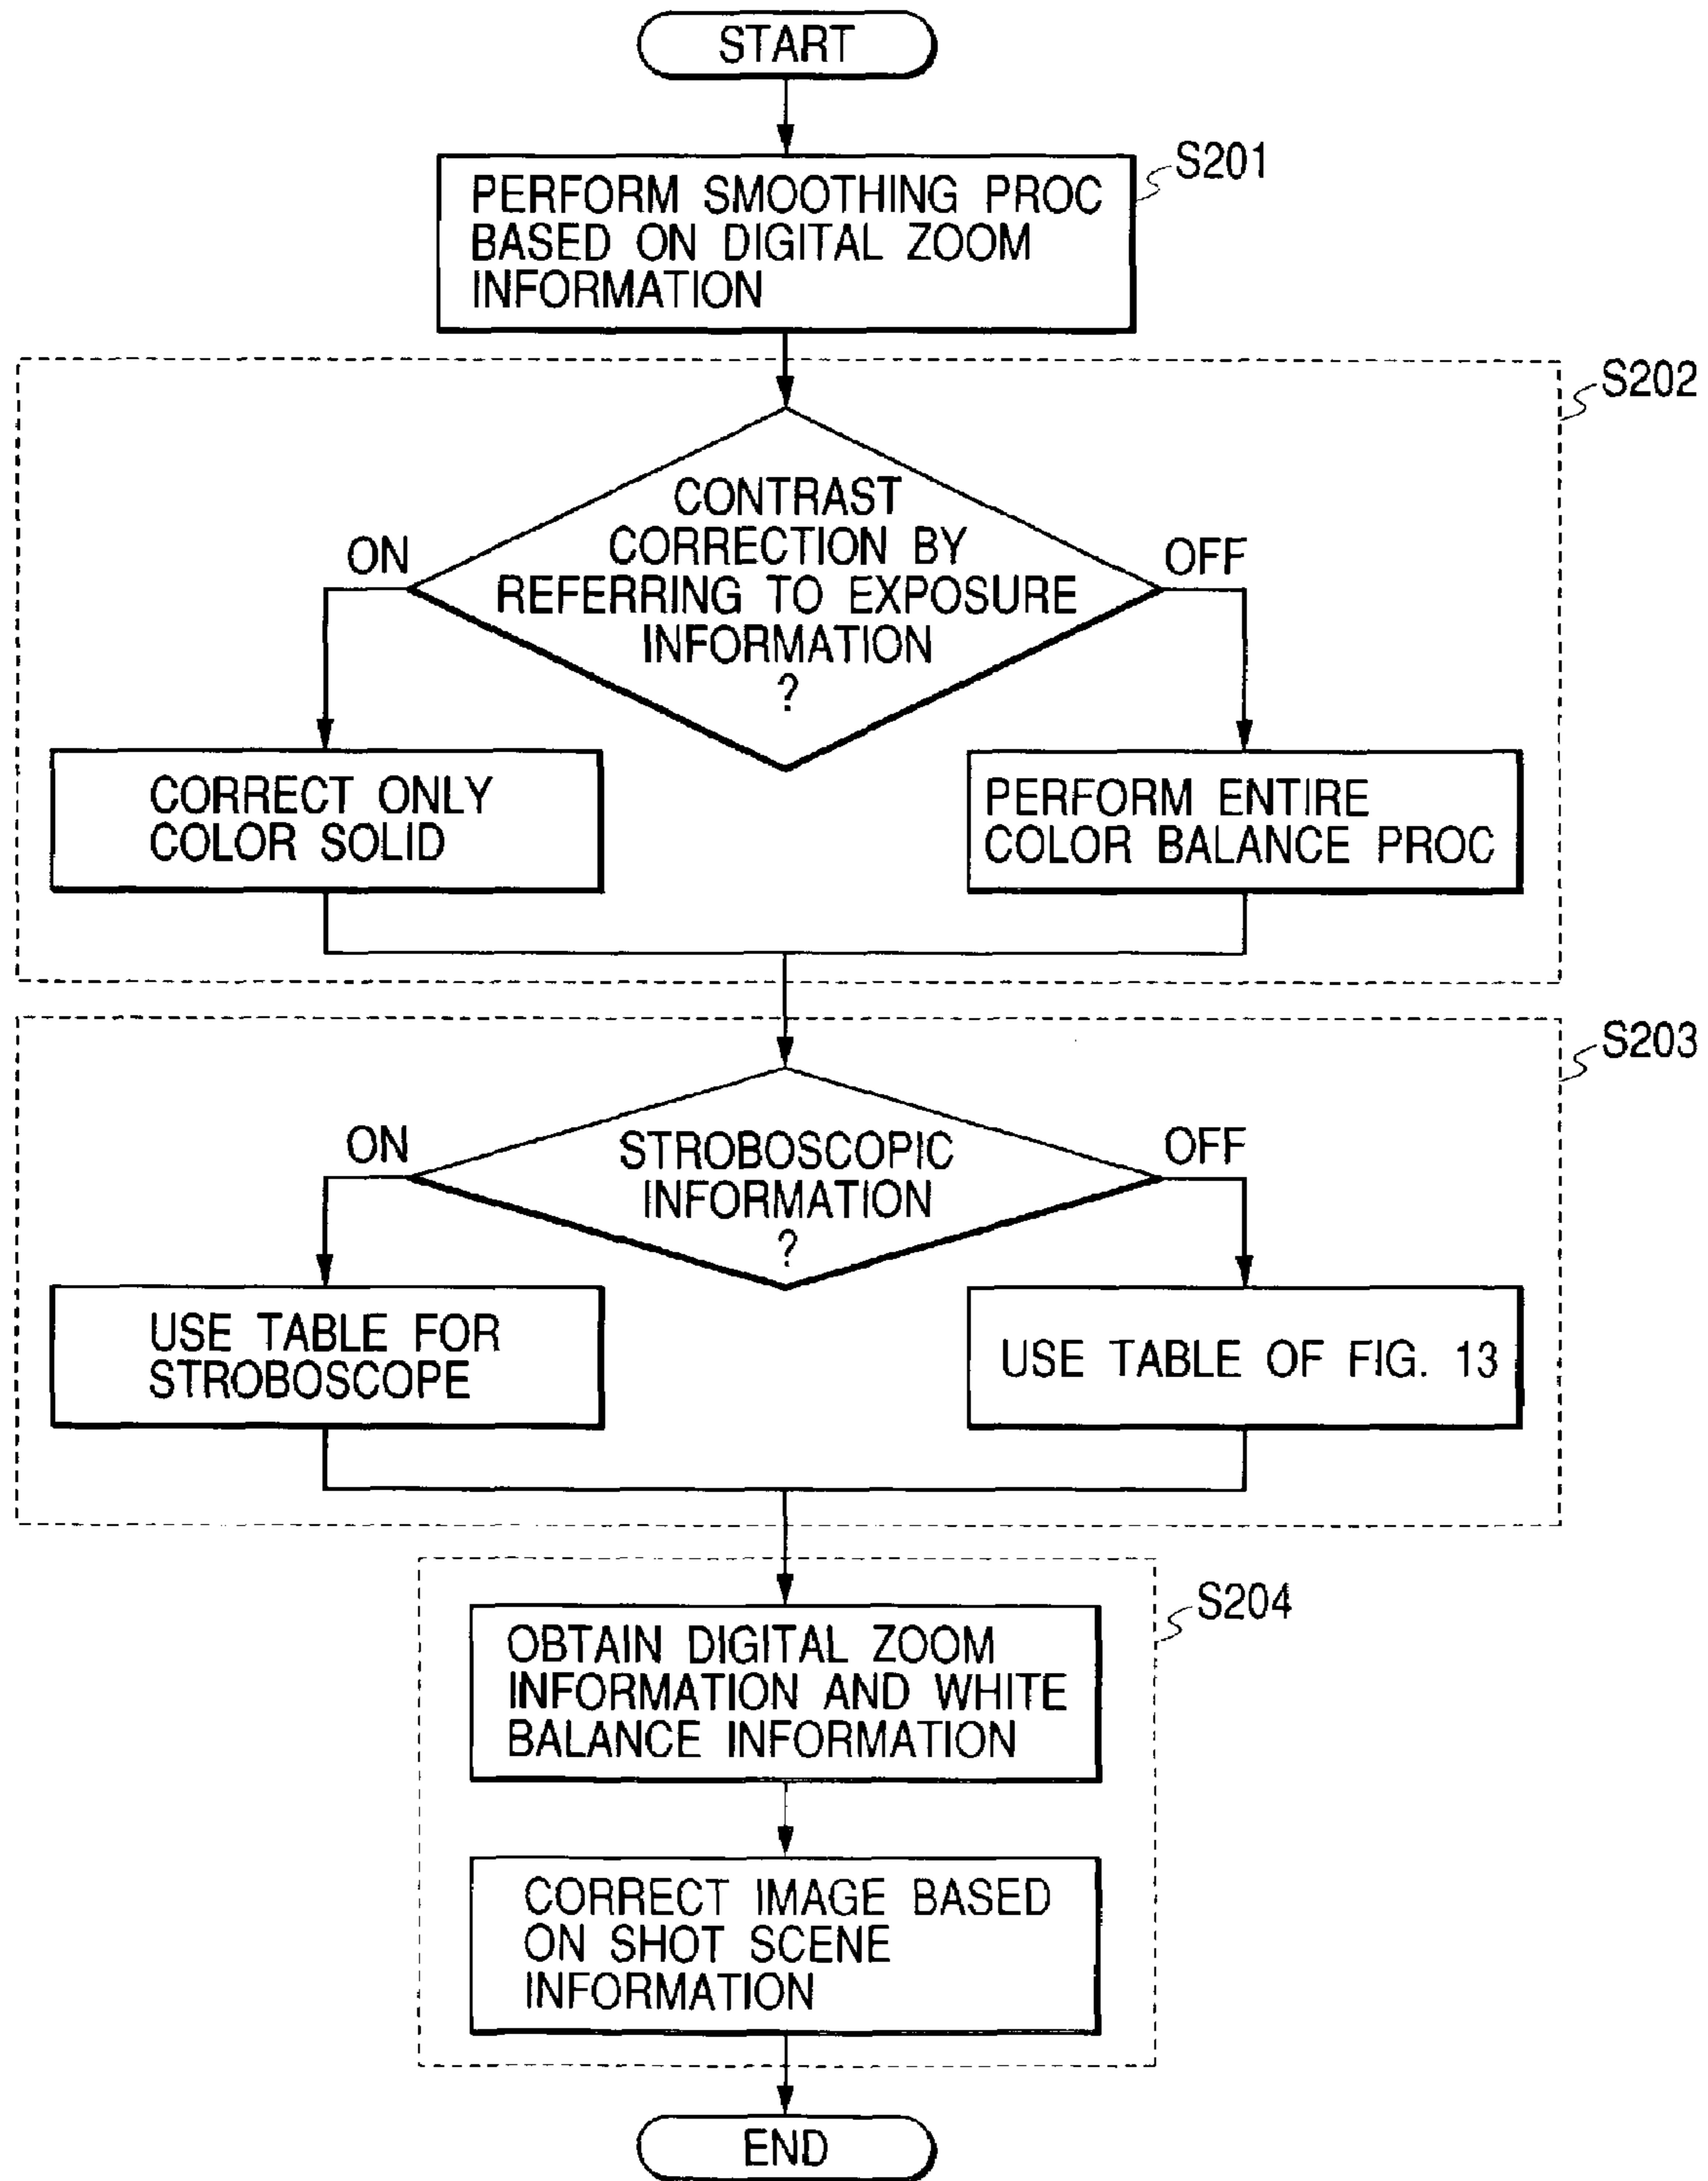 START
S201
PERFORM SMOOTHING PROC
BASED ON DIGITAL ZOOM
INFORMATION
S202
CONTRAST
CORRECTION BY
REFERRING TO EXPOSURE
INFORMATION
?
ON
OFF
CORRECT ONLY
COLOR SOLID
PERFORM ENTIRE
COLOR BALANCE PROC
S203
STROBOSCOPIC
INFORMATION
?
ON
OFF
USE TABLE FOR
STROBOSCOPE
USE TABLE OF FIG. 13
S204
OBTAIN DIGITAL ZOOM
INFORMATION AND WHITE
BALANCE INFORMATION
CORRECT IMAGE BASED
ON SHOT SCENE
INFORMATION
END